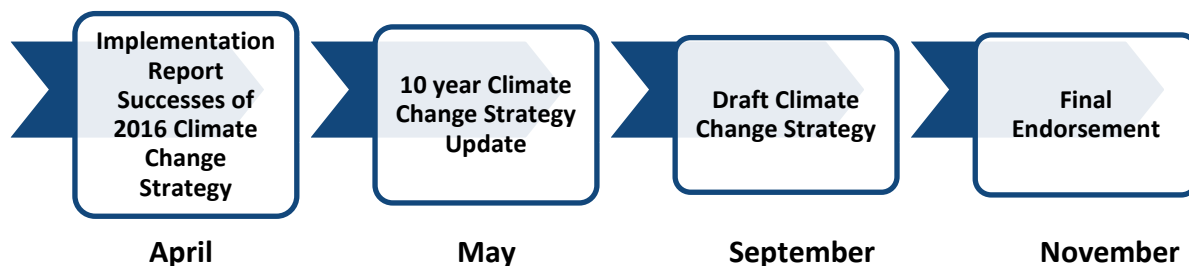 Implementation
Report
Successes of
2016 Climate
Change
Strategy
10 year Climate
Change Strategy
Update
Draft Climate
Change Strategy
Final
Endorsement
April
May
September
November